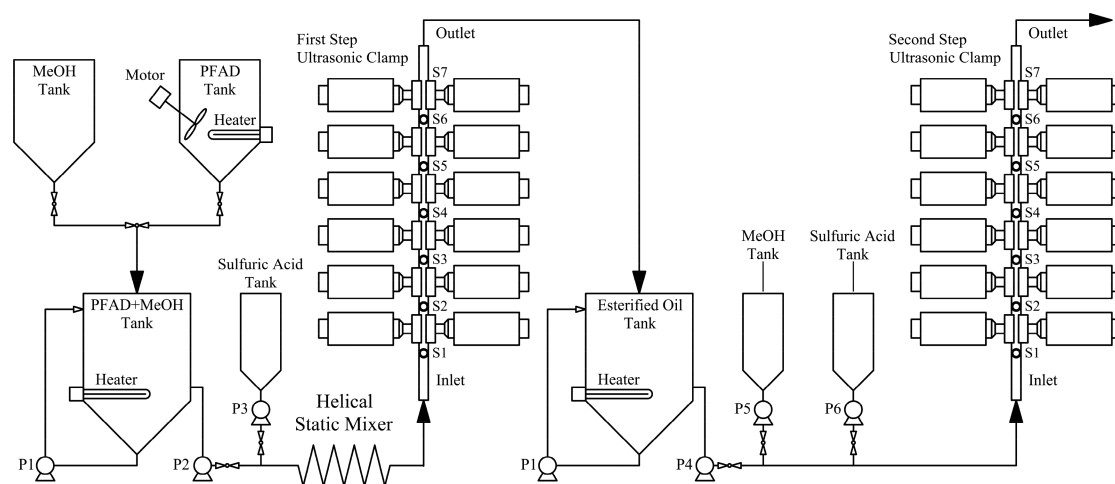 MeOH
Tank
Motor
PFAD
Tank
Heater
PFAD+MeOH
Tank
Heater
P1
P2
Sulfuric Acid
Tank
P3
Helical
Static Mixer
First Step
Ultrasonic Clamp
Outlet
S7
S6
S5
S4
S3
S2
S1
Inlet
Esterified Oil
Tank
Heater
P1
P4
MeOH
Tank
P5
Sulfuric Acid
Tank
P6
Second Step
Ultrasonic Clamp
Outlet
S7
S6
S5
S4
S3
S2
S1
Inlet